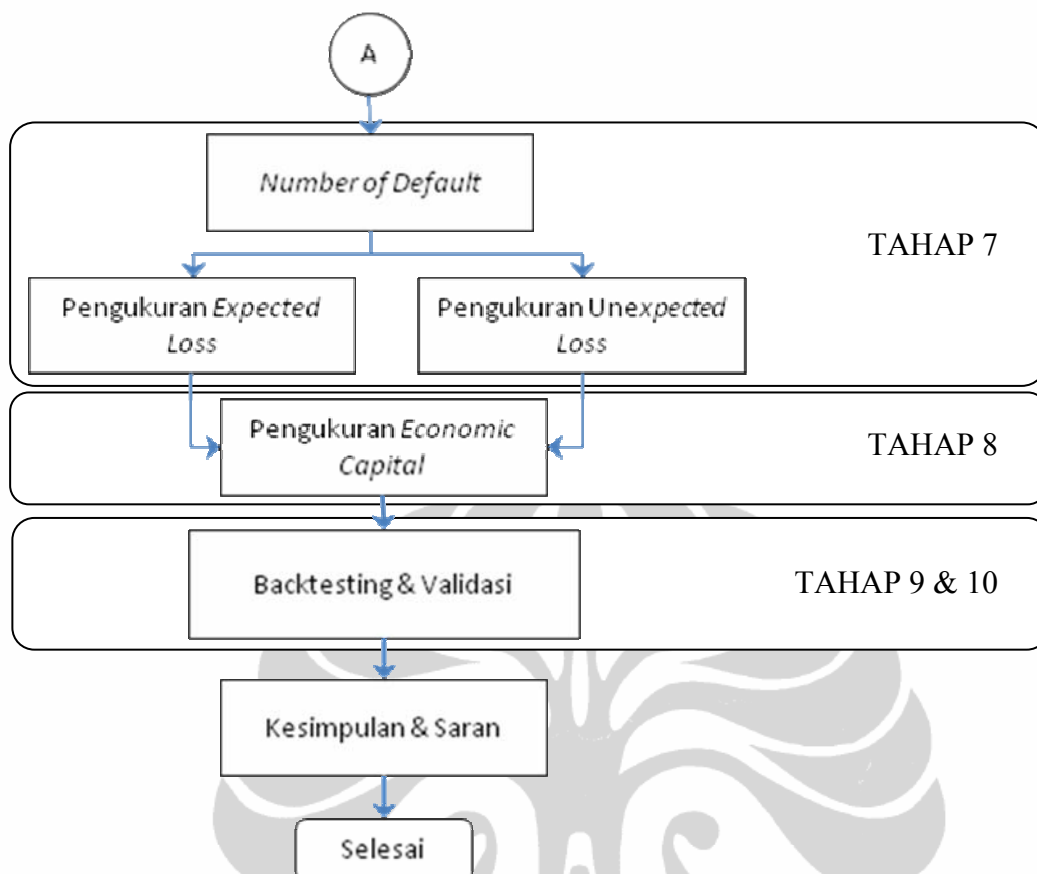 A
Number of Default
TAHAP 7
Pengukuran Expected
Loss
Pengukuran Unexpected
Loss
Pengukuran Economic
Capital
TAHAP 8
Backtesting & Validasi
TAHAP 9 & 10
Kesimpulan & Saran
Selesai